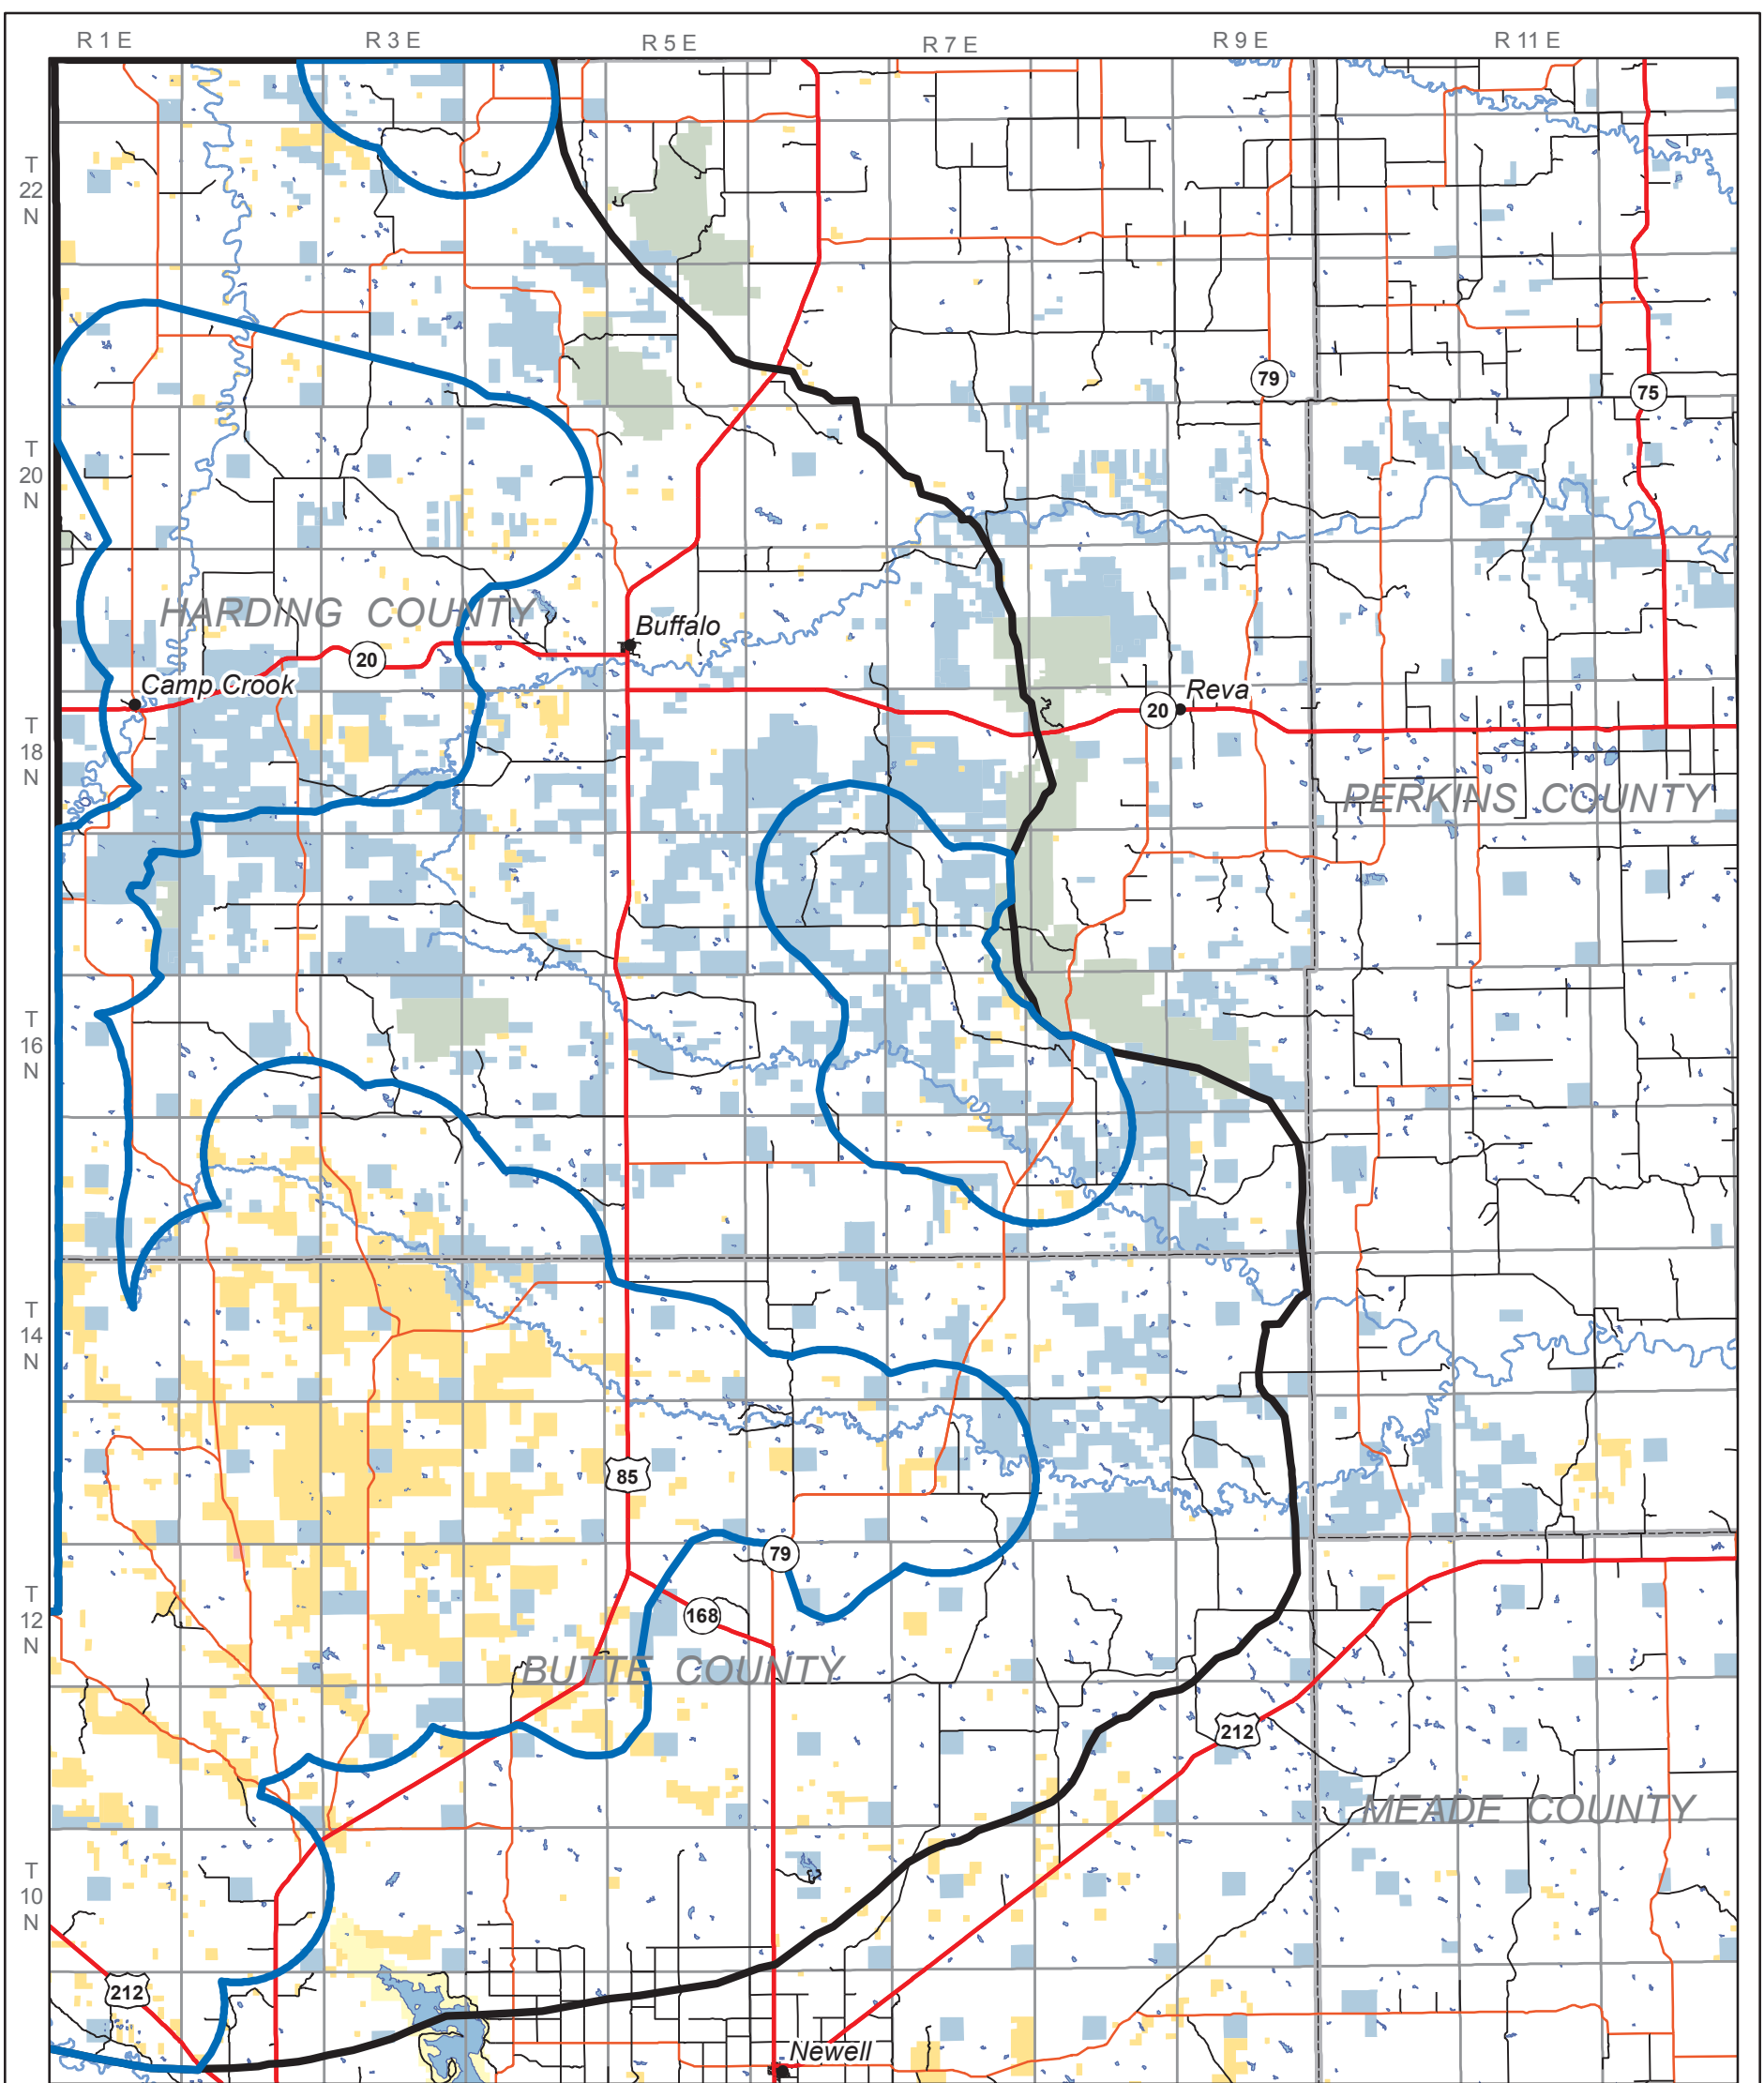 R 1 E R 3 E R 5 E R 7 E R 9 E R 11 E
T
22
N
79
75
T
20
N
HARDING COUNTY
Buffalo
20
Camp Crook
Reva
20
T
18
N
PERKINS COUNTY
T
16
N
T
14
N
85
79
T
12
N
168
BUTTE COUNTY
212
MEADE COUNTY
T
10
N
212
Newell